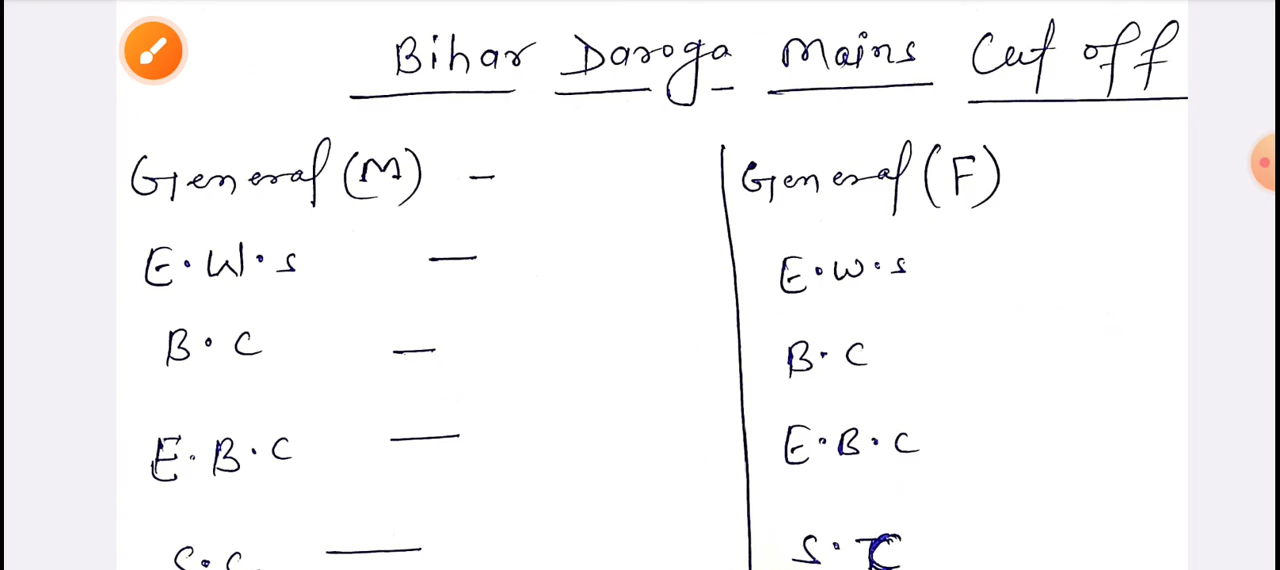 Bihar Daroga Mains Cut off
General (M) -
E.W.S —
B.C —
E.B.C —
S.C. —
General (F)
E.W.S
B.C
E.B.C
S.C